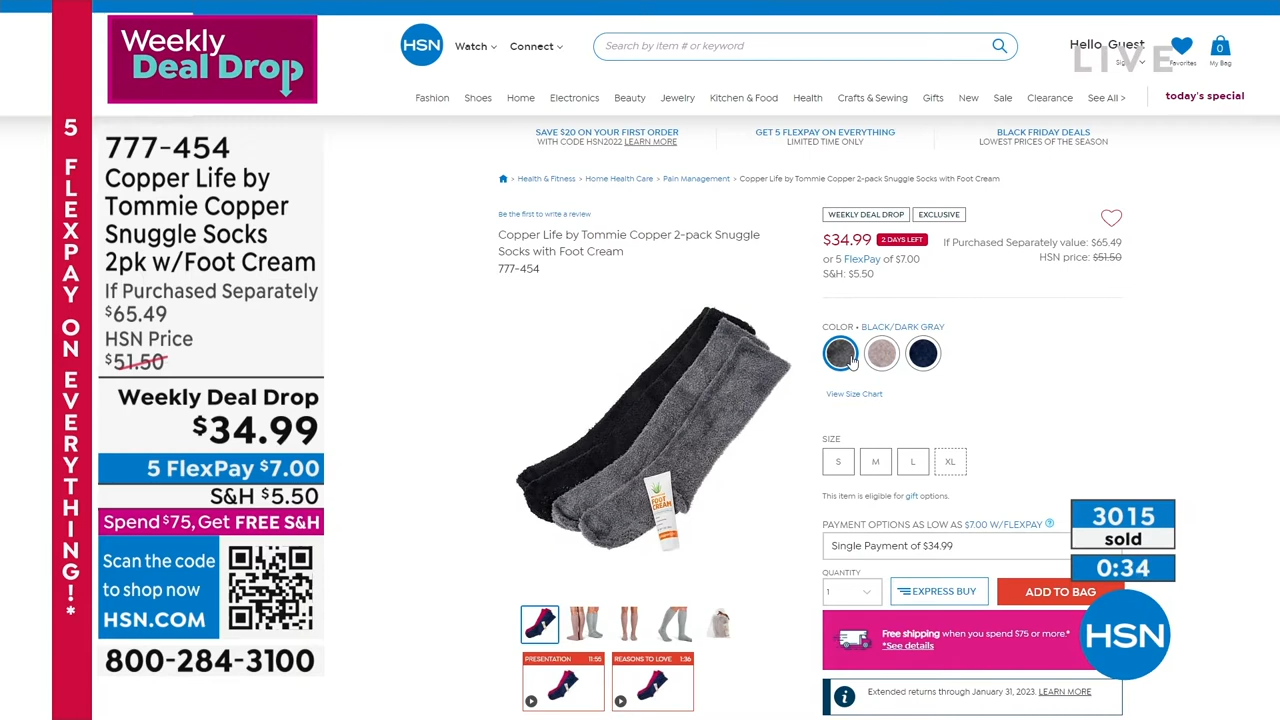 Weekly
Deal Drop
5 FLEXPAY ON EVERYTHING!*
777-454
Copper Life by
Tommie Copper
Snuggle Socks
2pk w/Foot Cream
If Purchased Separately
$65.49
HSN Price
$51.50
Weekly Deal Drop
$34.99
5 FlexPay $7.00
S&H $5.50
Spend $75, Get FREE S&H
Scan the code
to shop now
HSN.COM
800-284-3100
HSN
Watch
Connect
Search by item # or keyword
Hello, Guest
LIVE
Favorites
0
My Bag
Fashion Shoes Home Electronics Beauty Jewelry Kitchen & Food Health Crafts & Sewing Gifts New Sale Clearance See All >
today's special
SAVE $20 ON YOUR FIRST ORDER
WITH CODE HSN2022 LEARN MORE
GET 5 FLEXPAY ON EVERYTHING
LIMITED TIME ONLY
BLACK FRIDAY DEALS
LOWEST PRICES OF THE SEASON
> Health & Fitness > Home Health Care > Pain Management > Copper Life by Tommie Copper 2-pack Snuggle Socks with Foot Cream
Be the first to write a review
Copper Life by Tommie Copper 2-pack Snuggle
Socks with Foot Cream
777-454
FOOT
CREAM
PRESENTATION 11:55
REASONS TO LOVE 1:36
WEEKLY DEAL DROP
EXCLUSIVE
$34.99 2 DAYS LEFT
or 5 FlexPay of $7.00
S&H: $5.50
If Purchased Separately value: $65.49
HSN price: $51.50
COLOR • BLACK/DARK GRAY
View Size Chart
SIZE
S M L XL
This item is eligible for gift options.
PAYMENT OPTIONS AS LOW AS $7.00 W/FLEXPAY ?
Single Payment of $34.99
QUANTITY
1
EXPRESS BUY
ADD TO BAG
3015
sold
0:34
HSN
Free shipping when you spend $75 or more.*
*See details
Extended returns through January 31, 2023. LEARN MORE